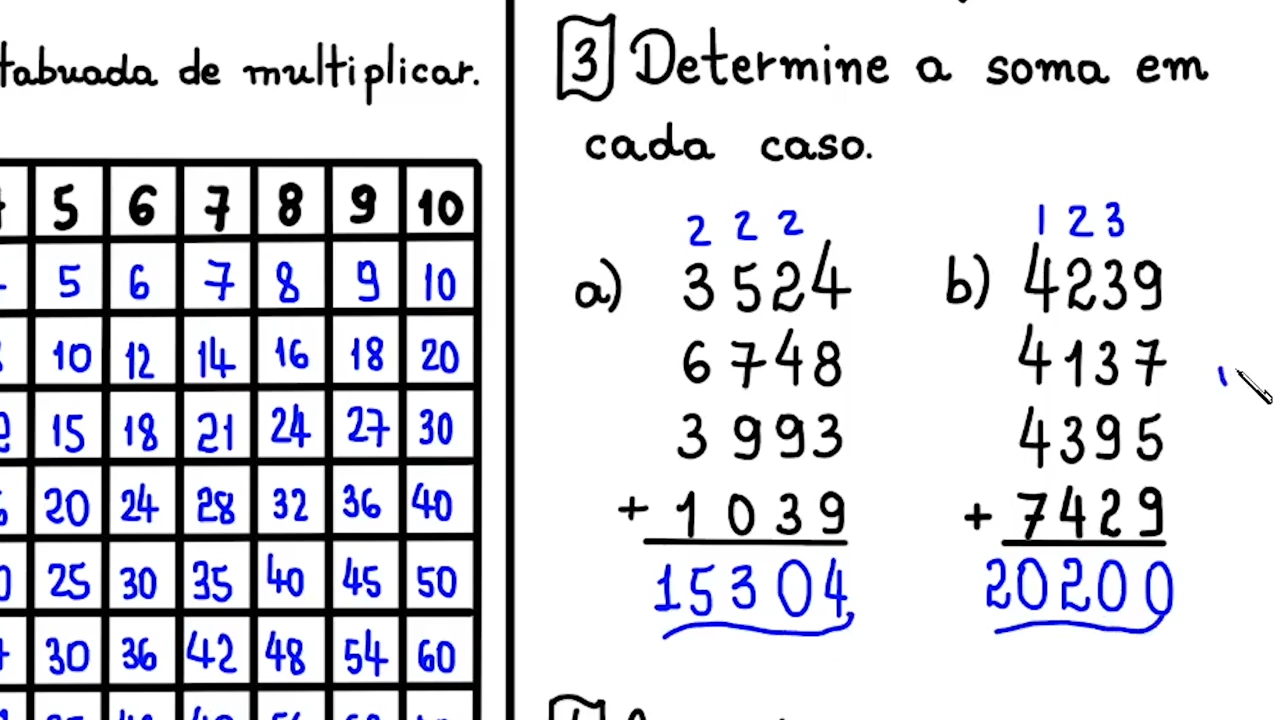 tabuada de multiplicar.
5 6 7 8 9 10
5 6 7 8 9 10
10 12 14 16 18 20
15 18 21 24 27 30
20 24 28 32 36 40
25 30 35 40 45 50
30 36 42 48 54 60
3 Determine a soma em
cada caso.
2 2 2
a) 3524
6748
3993
+ 1039
15304
1 2 3
b) 4239
4137
4395
+ 7429
20200